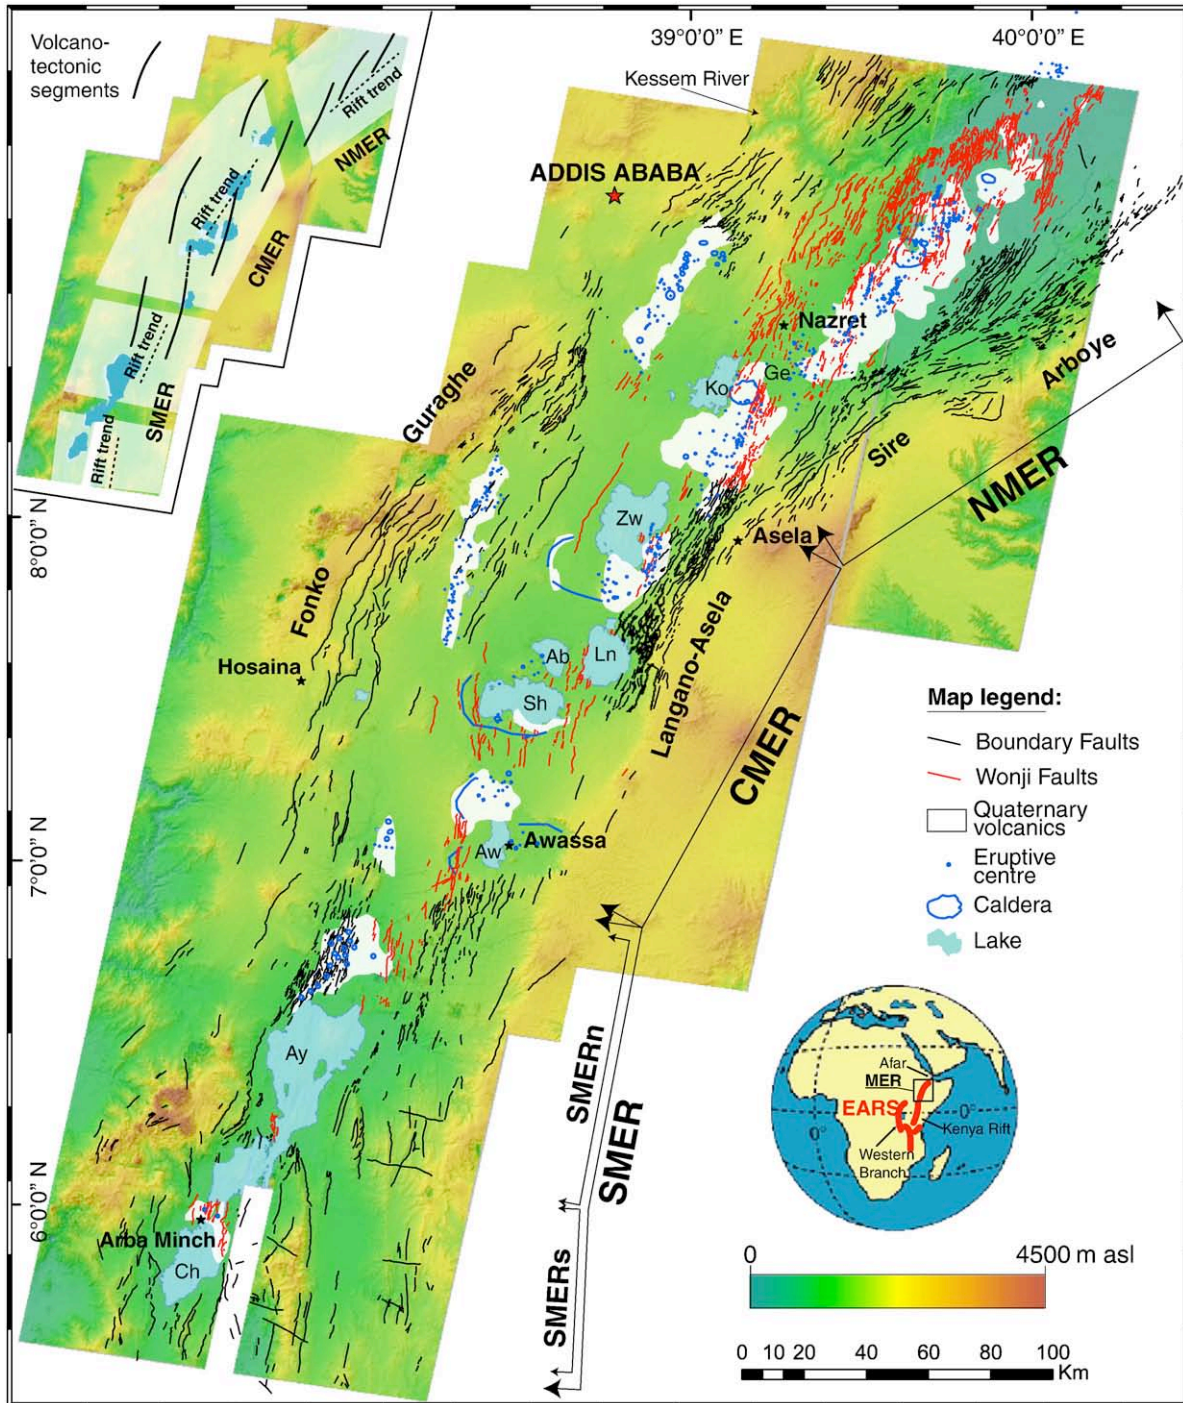 39°0'0" E
40°0'0" E
Volcano-
tectonic
segments
Rift trend
NMER
Rift trend
CMER
Rift trend
SMER
Rift trend
Kessem River
ADDIS ABABA
Nazret
Ko
Ge
Arboye
Guraghe
Sire
NMER
8°0'0" N
Zw
Asela
Fonko
Ab
Ln
Hosaina
Sh
Langano-Asela
CMER
Map legend:
Boundary Faults
Wonji Faults
Quaternary
volcanics
Eruptive
centre
Caldera
Lake
7°0'0" N
Aw
Awassa
Ay
SMERn
SMER
Afar
MER
EARS
0°
0°
Kenya Rift
Western
Branch
6°0'0" N
Arba Minch
Ch
SMERs
0
4500 m asl
0 10 20 40 60 80 100
Km